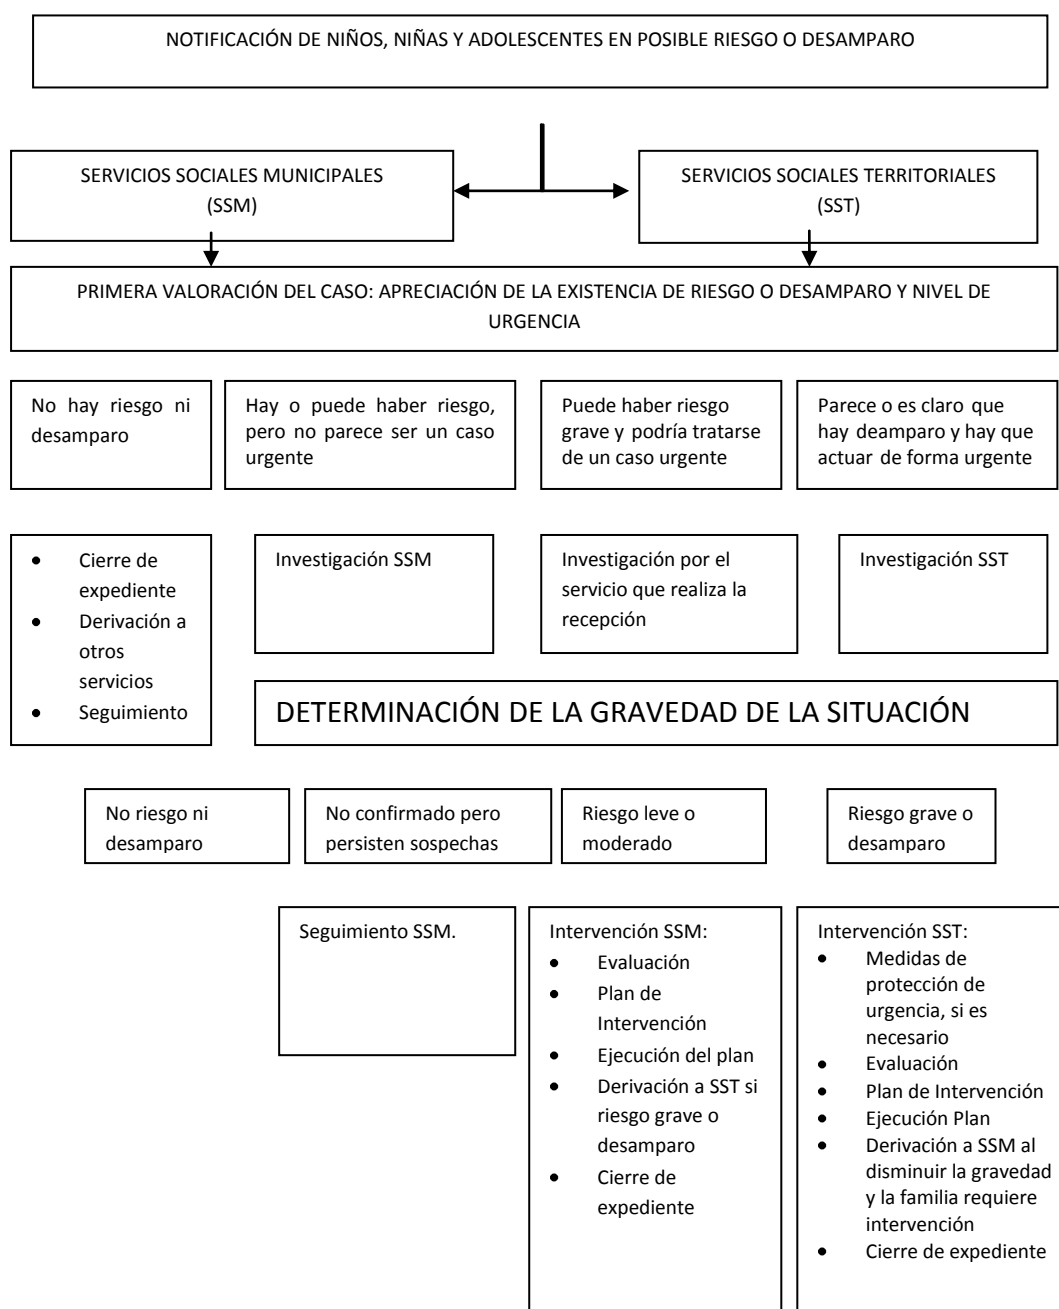 NOTIFICACIÓN DE NIÑOS, NIÑAS Y ADOLESCENTES EN POSIBLE RIESGO O DESAMPARO
SERVICIOS SOCIALES MUNICIPALES
(SSM)
SERVICIOS SOCIALES TERRITORIALES
(SST)
PRIMERA VALORACIÓN DEL CASO: APRECIACIÓN DE LA EXISTENCIA DE RIESGO O DESAMPARO Y NIVEL DE
URGENCIA
No hay riesgo ni
desamparo
Hay o puede haber riesgo,
pero no parece ser un caso
urgente
Puede haber riesgo
grave y podría tratarse
de un caso urgente
Parece o es claro que
hay deamparo y hay que
actuar de forma urgente
• Cierre de
expediente
• Derivación a
otros
servicios
• Seguimiento
Investigación SSM
Investigación por el
servicio que realiza la
recepción
Investigación SST
DETERMINACIÓN DE LA GRAVEDAD DE LA SITUACIÓN
No riesgo ni
desamparo
No confirmado pero
persisten sospechas
Riesgo leve o
moderado
Riesgo grave o
desamparo
Seguimiento SSM.
Intervención SSM:
• Evaluación
• Plan de
Intervención
• Ejecución del plan
• Derivación a SST si
riesgo grave o
desamparo
• Cierre de
expediente
Intervención SST:
• Medidas de
protección de
urgencia, si es
necesario
• Evaluación
• Plan de Intervención
• Ejecución Plan
• Derivación a SSM al
disminuir la gravedad
y la familia requiere
intervención
• Cierre de expediente